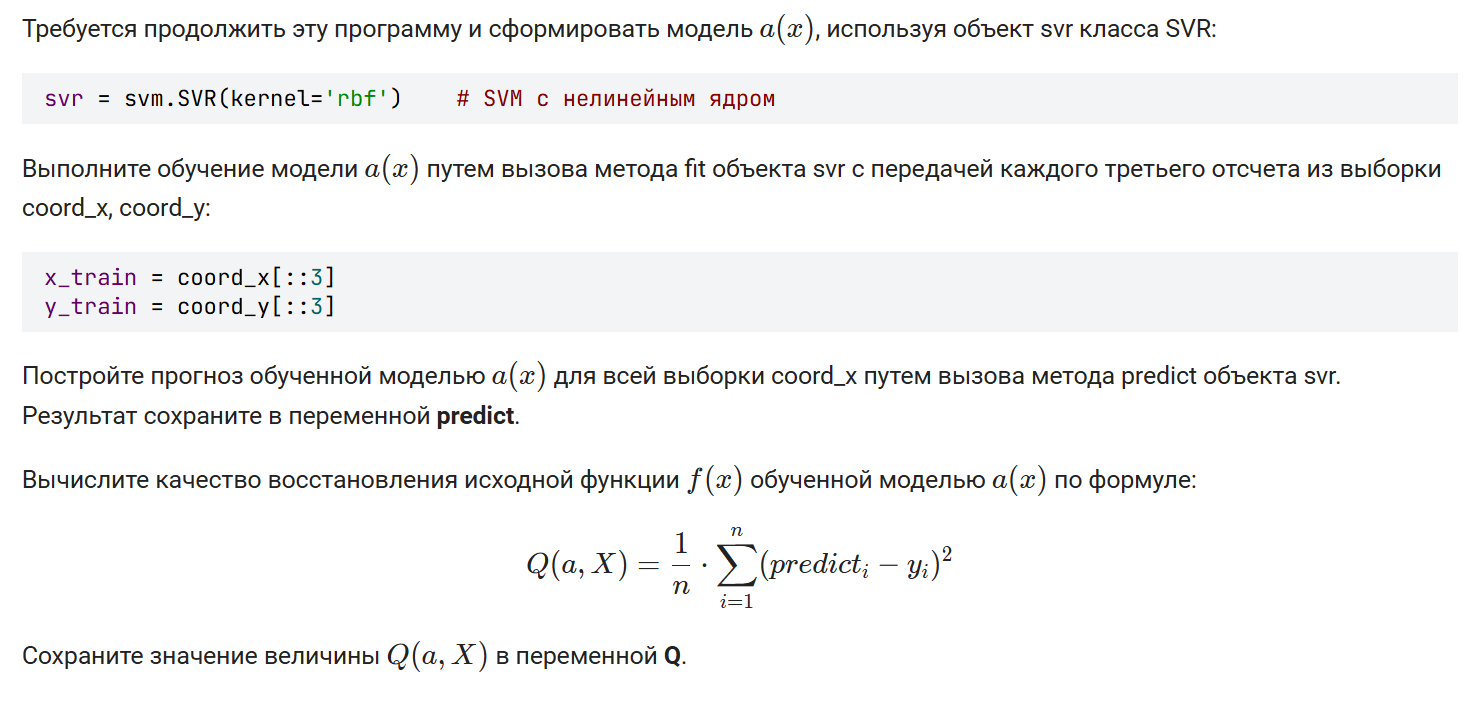 Требуется продолжить эту программу и сформировать модель a(x), используя объект svr класса SVR:
svr = svm.SVR(kernel='rbf')    # SVM с нелинейным ядром
Выполните обучение модели a(x) путем вызова метода fit объекта svr с передачей каждого третьего отсчета из выборки
coord_x, coord_y:
x_train = coord_x[::3]
y_train = coord_y[::3]
Постройте прогноз обученной моделью a(x) для всей выборки coord_x путем вызова метода predict объекта svr.
Результат сохраните в переменной predict.
Вычислите качество восстановления исходной функции f(x) обученной моделью a(x) по формуле:
Q(a, X) = \frac{1}{n} \cdot \sum_{i=1}^{n} (predict_i − y_i)^2
Сохраните значение величины Q(a, X) в переменной Q.